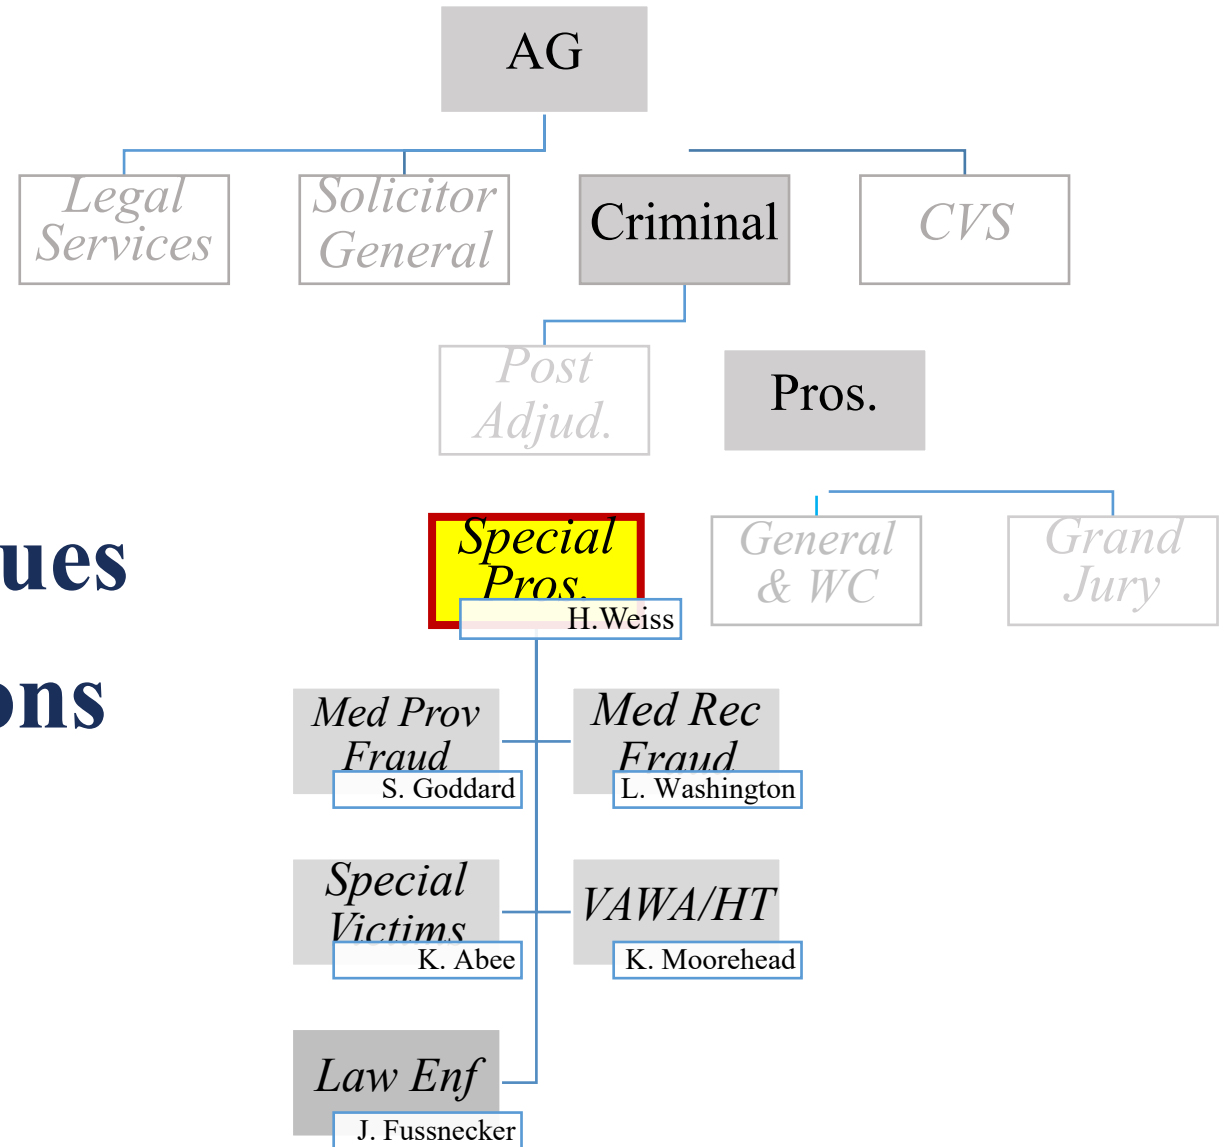 AG
Legal
Services
Solicitor
General
Criminal
CVS
Post
Adjud.
Pros.
ues
ons
Special
Pros.
H.Weiss
General
& WC
Grand
Jury
Med Prov
Fraud
S. Goddard
Med Rec
Fraud
L. Washington
Special
Victims
K. Abee
VAWA/HT
K. Moorehead
Law Enf
J. Fussnecker